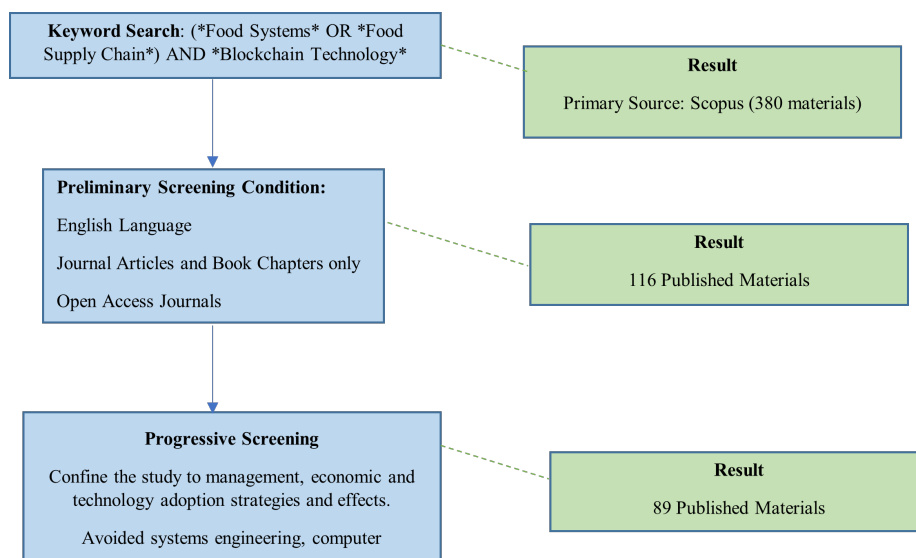 Keyword Search: (*Food Systems* OR *Food
Supply Chain*) AND *Blockchain Technology*
Result
Primary Source: Scopus (380 materials)
Preliminary Screening Condition:
English Language
Journal Articles and Book Chapters only
Open Access Journals
Result
116 Published Materials
Progressive Screening
Confine the study to management, economic and
technology adoption strategies and effects.
Avoided systems engineering, computer
Result
89 Published Materials